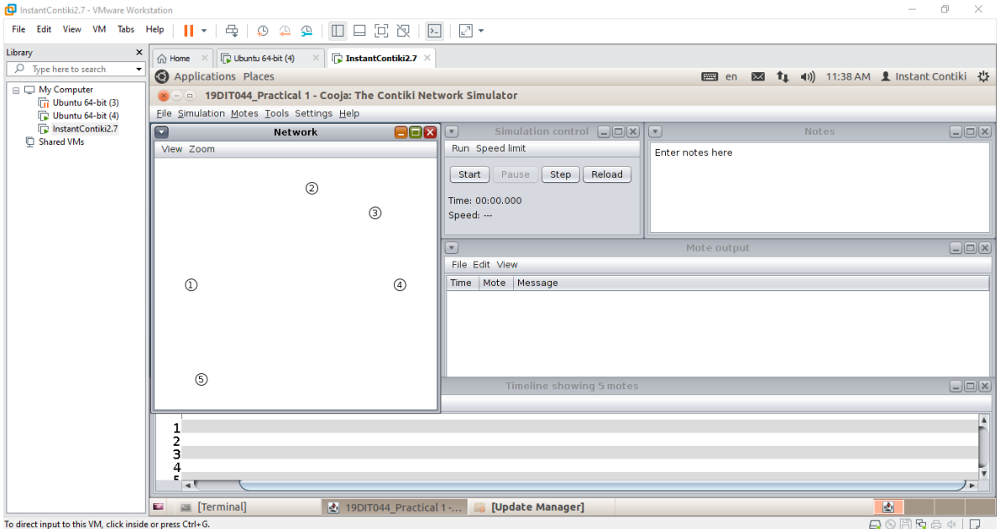 InstantContiki2.7 - VMware Workstation
File Edit View VM Tabs Help
Library
Type here to search
My Computer
Ubuntu 64-bit (3)
Ubuntu 64-bit (4)
InstantContiki2.7
Shared VMs
Home Ubuntu 64-bit (4) InstantContiki2.7
Applications Places en 11:38 AM Instant Contiki
19DIT044_Practical 1 - Cooja: The Contiki Network Simulator
File Simulation Motes Tools Settings Help
Network
View Zoom
2
3
1
4
5
Simulation control
Run Speed limit
Start Pause Step Reload
Time: 00:00.000
Speed: ---
Notes
Enter notes here
Mote output
File Edit View
Time Mote Message
Timeline showing 5 motes
1
2
3
4
5
[Terminal] 19DIT044_Practical 1 -... [Update Manager]
To direct input to this VM, click inside or press Ctrl+G.